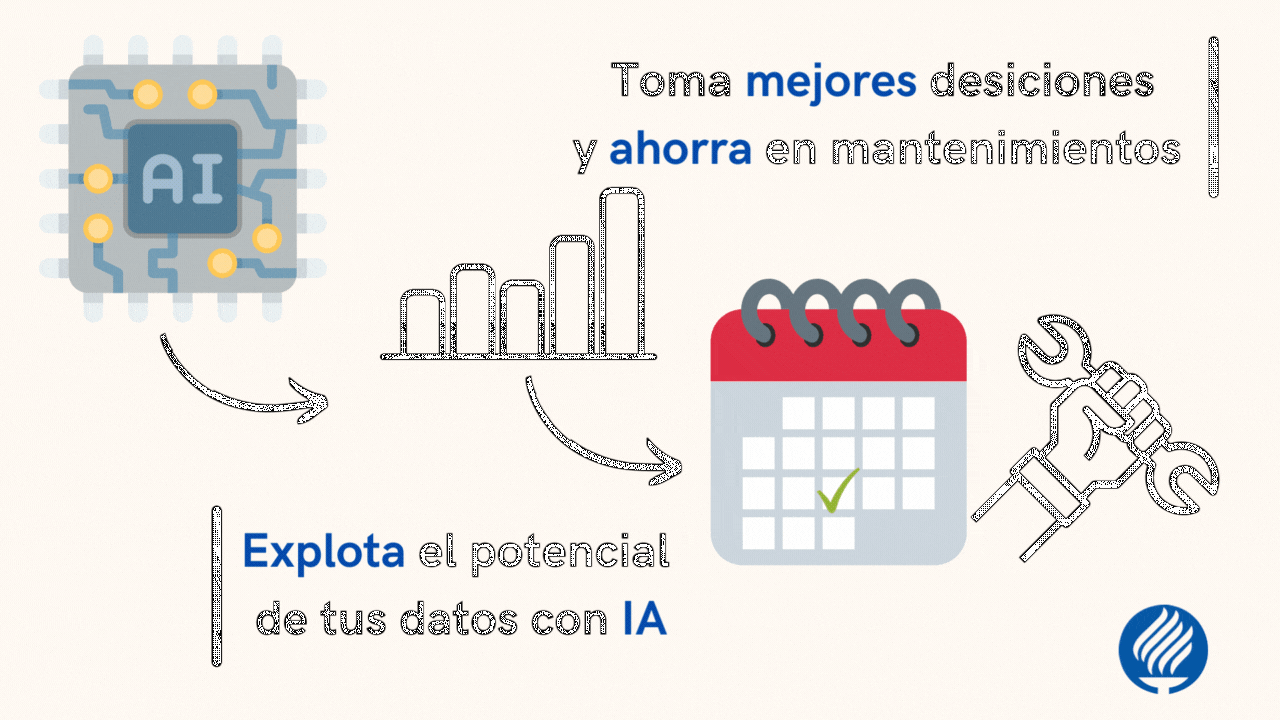 AI
Toma mejores desiciones
y ahorra en mantenimientos
Explota el potencial
de tus datos con IA